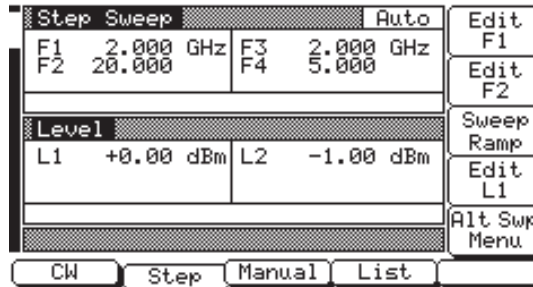 Step Sweep Auto
F1 2.000 GHz F3 2.000 GHz
F2 20.000 F4 5.000
Level
L1 +0.00 dBm L2 -1.00 dBm
Edit
F1
Edit
F2
Sweep
Ramp
Edit
L1
Alt Swp
Menu
CW Step Manual List